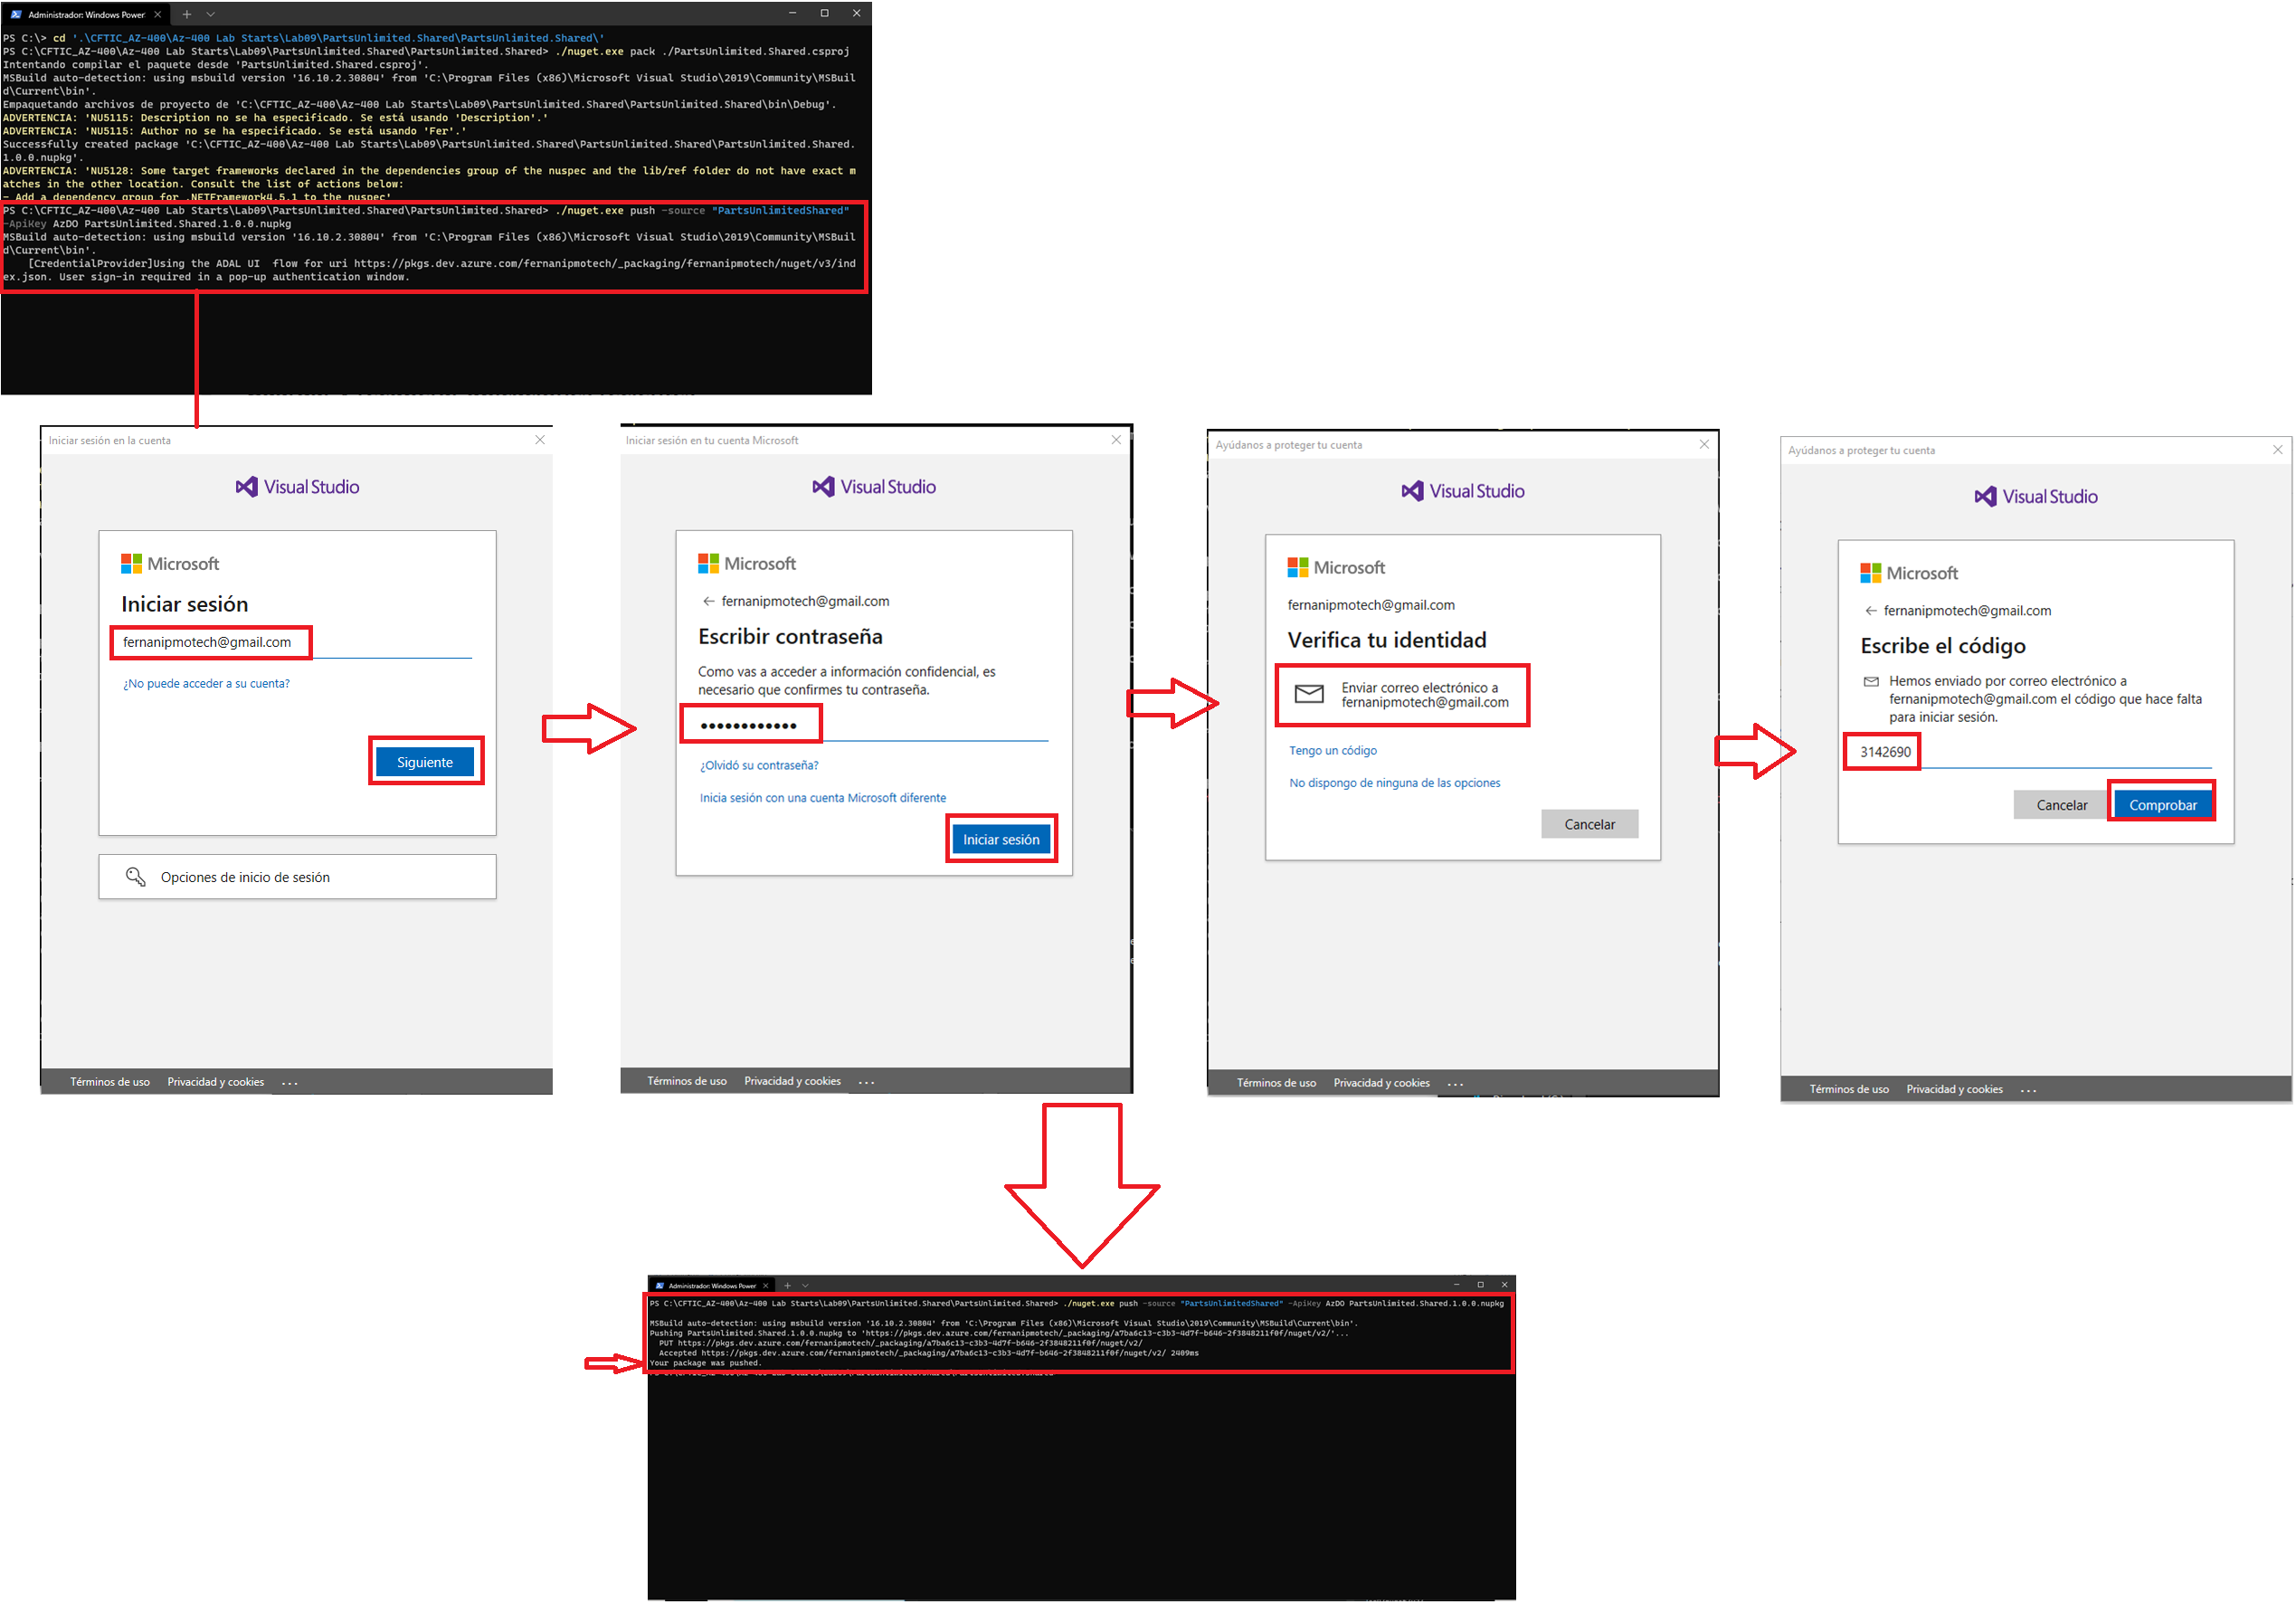 Administrador: Windows Power
PS C:\> cd '.\CFTIC_AZ-400\Az-400 Lab Starts\Lab09\PartsUnlimited.Shared\PartsUnlimited.Shared\'
PS C:\CFTIC_AZ-400\Az-400 Lab Starts\Lab09\PartsUnlimited.Shared\PartsUnlimited.Shared> ./nuget.exe pack ./PartsUnlimited.Shared.csproj
Intentando compilar el paquete desde 'PartsUnlimited.Shared.csproj'.
MSBuild auto-detection: using msbuild version '16.10.2.30804' from 'C:\Program Files (x86)\Microsoft Visual Studio\2019\Community\MSBuil
d\Current\bin'.
Empaquetando archivos de proyecto de 'C:\CFTIC_AZ-400\Az-400 Lab Starts\Lab09\PartsUnlimited.Shared\PartsUnlimited.Shared\bin\Debug'.
ADVERTENCIA: 'NU5115: Description no se ha especificado. Se está usando 'Description'.'
ADVERTENCIA: 'NU5115: Author no se ha especificado. Se está usando 'Fer'.'
Successfully created package 'C:\CFTIC_AZ-400\Az-400 Lab Starts\Lab09\PartsUnlimited.Shared\PartsUnlimited.Shared\PartsUnlimited.Shared.
1.0.0.nupkg'.
ADVERTENCIA: 'NU5128: Some target frameworks declared in the dependencies group of the nuspec and the lib/ref folder do not have exact m
atches in the other location. Consult the list of actions below:
- Add a dependency group for .NETFramework4.5.1 to the nuspec'
PS C:\CFTIC_AZ-400\Az-400 Lab Starts\Lab09\PartsUnlimited.Shared\PartsUnlimited.Shared> ./nuget.exe push -source "PartsUnlimitedShared"
-ApiKey AzDO PartsUnlimited.Shared.1.0.0.nupkg
MSBuild auto-detection: using msbuild version '16.10.2.30804' from 'C:\Program Files (x86)\Microsoft Visual Studio\2019\Community\MSBuil
d\Current\bin'.
[CredentialProvider]Using the ADAL UI  flow for uri https://pkgs.dev.azure.com/fernanipmotech/_packaging/fernanipmotech/nuget/v3/ind
ex.json. User sign-in required in a pop-up authentication window.
Iniciar sesión en la cuenta
Visual Studio
Microsoft
Iniciar sesión
fernanipmotech@gmail.com
¿No puede acceder a su cuenta?
Siguiente
Opciones de inicio de sesión
Términos de uso Privacidad y cookies ...
Iniciar sesión en tu cuenta Microsoft
Visual Studio
Microsoft
← fernanipmotech@gmail.com
Escribir contraseña
Como vas a acceder a información confidencial, es
necesario que confirmes tu contraseña.
••••••••••••
¿Olvidó su contraseña?
Inicia sesión con una cuenta Microsoft diferente
Iniciar sesión
Términos de uso Privacidad y cookies ...
Ayúdanos a proteger tu cuenta
Visual Studio
Microsoft
fernanipmotech@gmail.com
Verifica tu identidad
Enviar correo electrónico a
fernanipmotech@gmail.com
Tengo un código
No dispongo de ninguna de las opciones
Cancelar
Términos de uso Privacidad y cookies ...
Ayúdanos a proteger tu cuenta
Visual Studio
Microsoft
← fernanipmotech@gmail.com
Escribe el código
Hemos enviado por correo electrónico a
fernanipmotech@gmail.com el código que hace falta
para iniciar sesión.
3142690
Cancelar Comprobar
Términos de uso Privacidad y cookies ...
Administrador: Windows Power
PS C:\CFTIC_AZ-400\Az-400 Lab Starts\Lab09\PartsUnlimited.Shared\PartsUnlimited.Shared> ./nuget.exe push -source "PartsUnlimitedShared" -ApiKey AzDO PartsUnlimited.Shared.1.0.0.nupkg
MSBuild auto-detection: using msbuild version '16.10.2.30804' from 'C:\Program Files (x86)\Microsoft Visual Studio\2019\Community\MSBuild\Current\bin'.
Pushing PartsUnlimited.Shared.1.0.0.nupkg to 'https://pkgs.dev.azure.com/fernanipmotech/_packaging/a7ba6c13-c3b3-4d7f-b646-2f3848211f0f/nuget/v2/'...
PUT https://pkgs.dev.azure.com/fernanipmotech/_packaging/a7ba6c13-c3b3-4d7f-b646-2f3848211f0f/nuget/v2/
Accepted https://pkgs.dev.azure.com/fernanipmotech/_packaging/a7ba6c13-c3b3-4d7f-b646-2f3848211f0f/nuget/v2/ 2409ms
Your package was pushed.